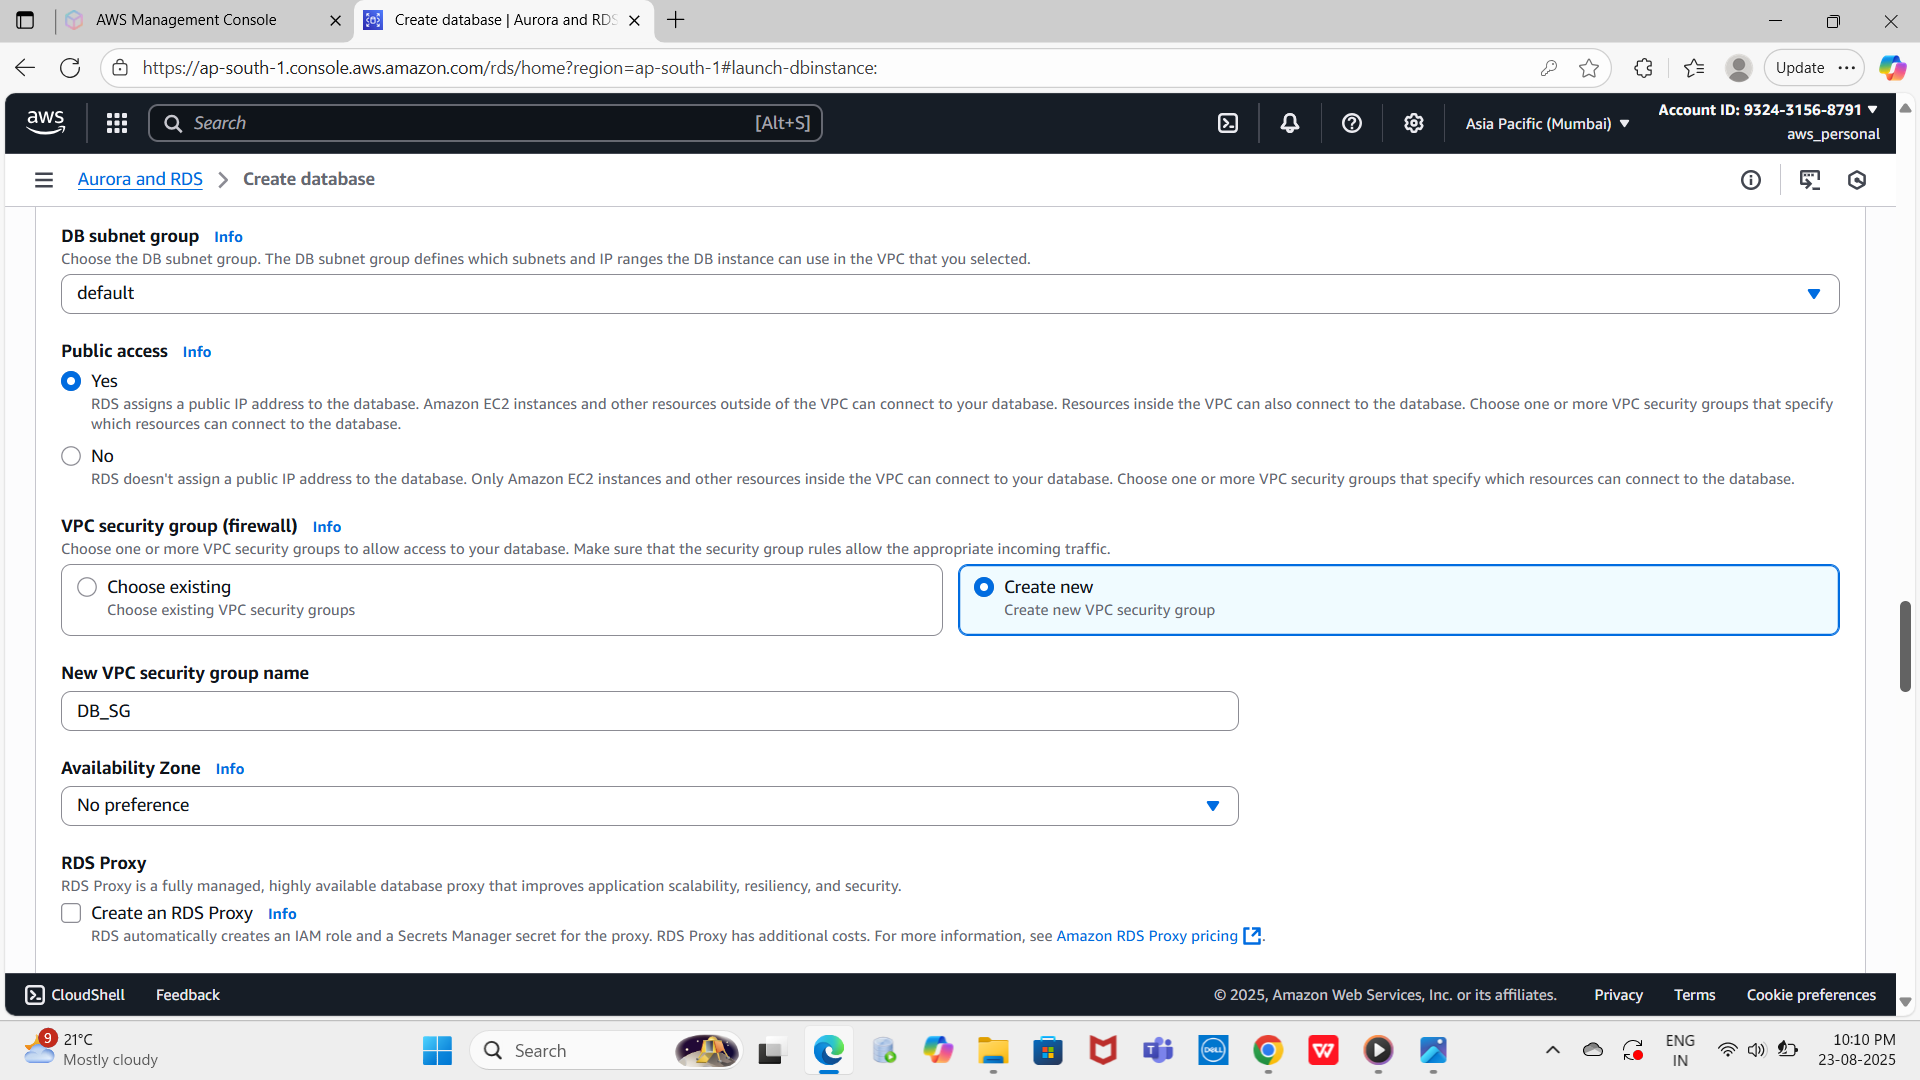 AWS Management Console
Create database | Aurora and RDS
https://ap-south-1.console.aws.amazon.com/rds/home?region=ap-south-1#launch-dbinstance:
Update
aws
Search
[Alt+S]
Asia Pacific (Mumbai)
Account ID: 9324-3156-8791
aws_personal
Aurora and RDS
Create database
DB subnet group Info
Choose the DB subnet group. The DB subnet group defines which subnets and IP ranges the DB instance can use in the VPC that you selected.
default
Public access Info
Yes
RDS assigns a public IP address to the database. Amazon EC2 instances and other resources outside of the VPC can connect to your database. Resources inside the VPC can also connect to the database. Choose one or more VPC security groups that specify
which resources can connect to the database.
No
RDS doesn't assign a public IP address to the database. Only Amazon EC2 instances and other resources inside the VPC can connect to your database. Choose one or more VPC security groups that specify which resources can connect to the database.
VPC security group (firewall) Info
Choose one or more VPC security groups to allow access to your database. Make sure that the security group rules allow the appropriate incoming traffic.
Choose existing
Choose existing VPC security groups
Create new
Create new VPC security group
New VPC security group name
DB_SG
Availability Zone Info
No preference
RDS Proxy
RDS Proxy is a fully managed, highly available database proxy that improves application scalability, resiliency, and security.
Create an RDS Proxy Info
RDS automatically creates an IAM role and a Secrets Manager secret for the proxy. RDS Proxy has additional costs. For more information, see Amazon RDS Proxy pricing.
CloudShell
Feedback
© 2025, Amazon Web Services, Inc. or its affiliates.
Privacy
Terms
Cookie preferences
9
21°C
Mostly cloudy
Search
DELL
W
ENG
IN
10:10 PM
23-08-2025